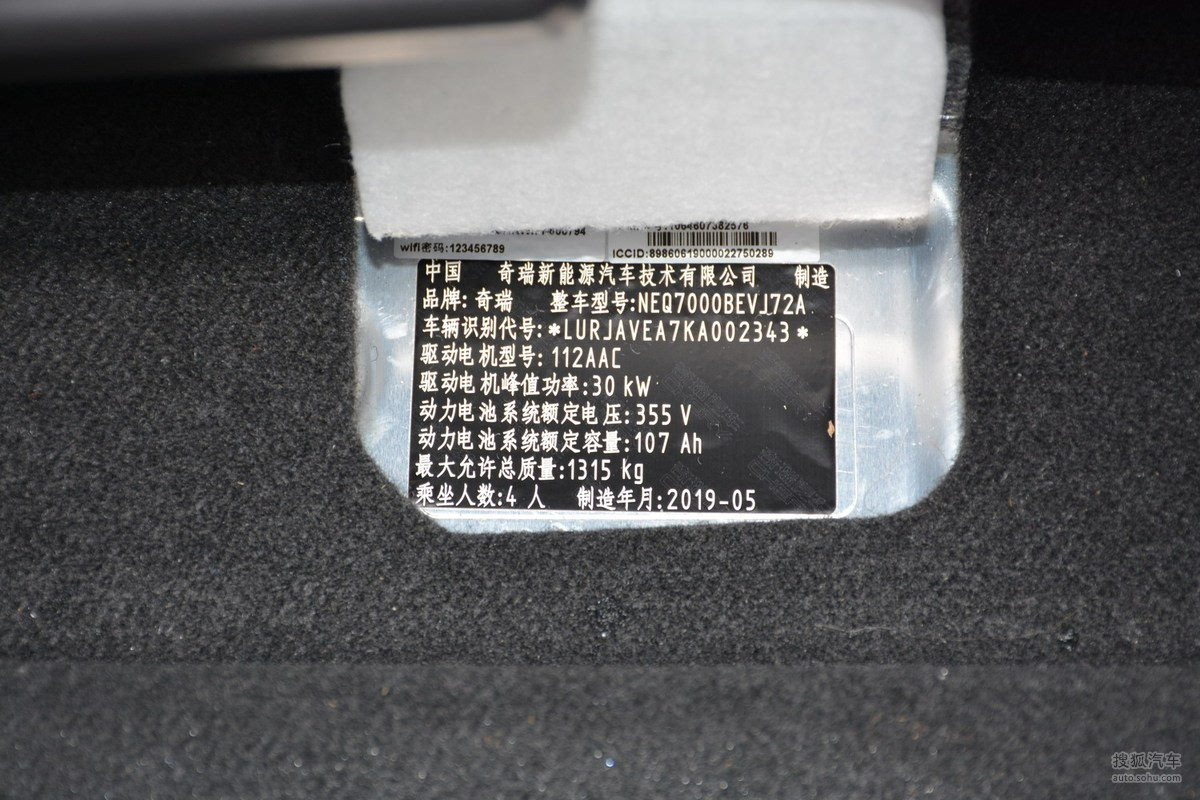 wifi密码:123456789
1064607382576
ICCID:89860619000022750289
中国 奇瑞新能源汽车技术有限公司 制造
品牌:奇瑞 整车型号:NEQ7000BEVJ72A
车辆识别代号:*LURJAVEA7KA002343*
驱动电机型号:112AAC
驱动电机峰值功率:30 kW
动力电池系统额定电压:355 V
动力电池系统额定容量:107 Ah
最大允许总质量:1315 kg
乘坐人数:4 人 制造年月:2019-05
搜狐汽车
auto.sohu.com